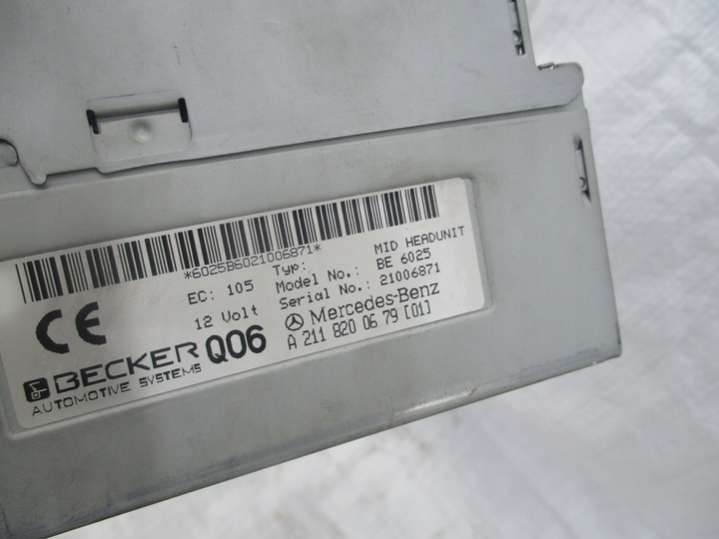 *6025B6021006871*
EC: 105
12 Volt
Typ: MID HEADUNIT
Model No.: BE 6025
Serial No.: 21006871
CE
Mercedes-Benz
BECKER Q06
A 211 820 06 79 [01]
AUTOMOTIVE SYSTEMS